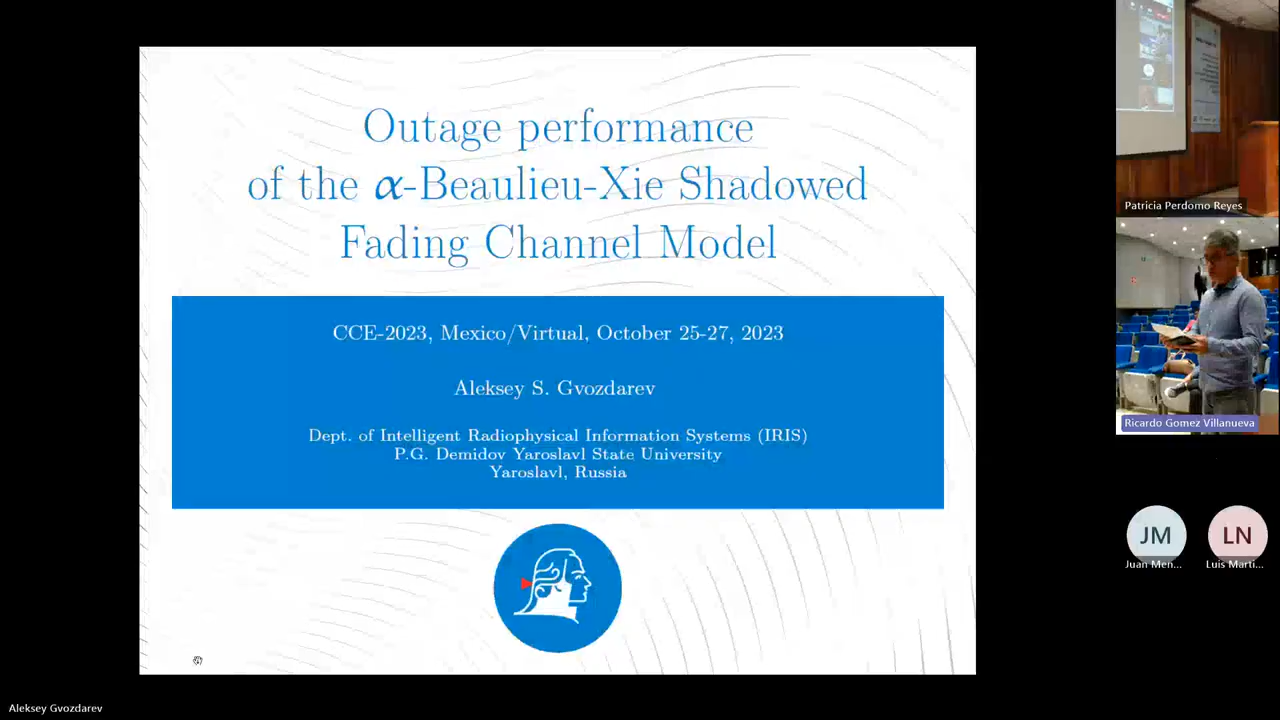 Outage performance
of the α-Beaulieu-Xie Shadowed
Fading Channel Model
CCE-2023, Mexico/Virtual, October 25-27, 2023
Aleksey S. Gvozdarev
Dept. of Intelligent Radiophysical Information Systems (IRIS)
P.G. Demidov Yaroslavl State University
Yaroslavl, Russia
Patricia Perdomo Reyes
Ricardo Gomez Villanueva
JM
LN
Juan Men...
Luis Marti...
Aleksey Gvozdarev